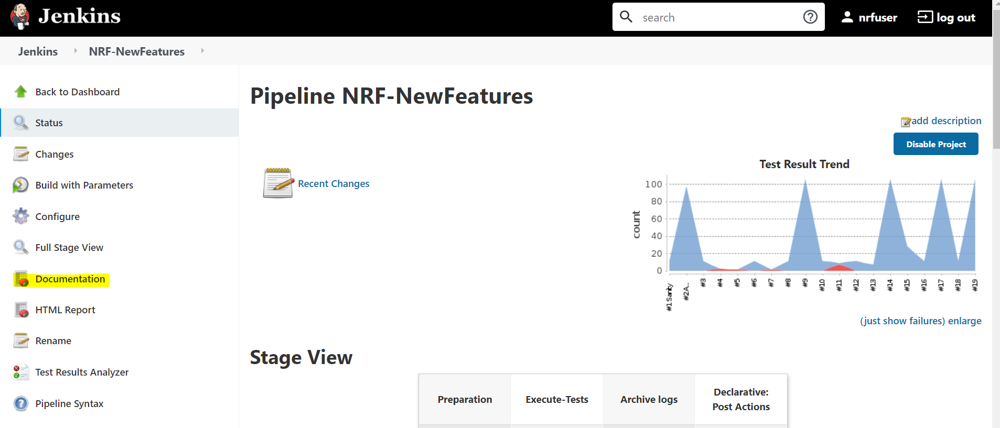 Jenkins
search
nrfuser
log out
Jenkins
NRF-NewFeatures
Back to Dashboard
Status
Changes
Build with Parameters
Configure
Full Stage View
Documentation
HTML Report
Rename
Test Results Analyzer
Pipeline Syntax
Pipeline NRF-NewFeatures
add description
Disable Project
Recent Changes
Test Result Trend
count
100
80
60
40
20
0
#1 Sanity
#2 A...
#3
#4
#5
#6
#7
#8
#9
#10
#11
#12
#13
#14
#15
#16
#17
#18
#19
(just show failures) enlarge
Stage View
Preparation
Execute-Tests
Archive logs
Declarative:
Post Actions